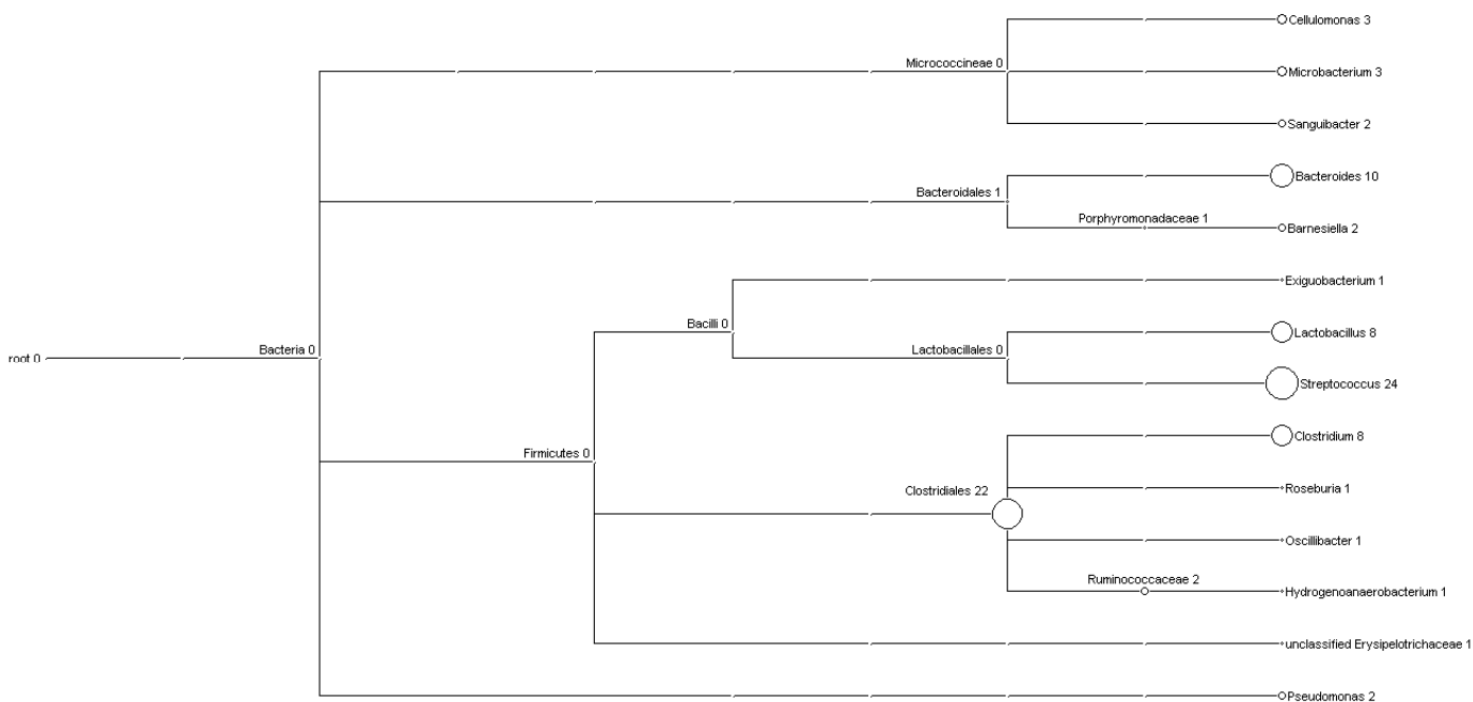 Cellulomonas 3
Micrococcineae 0
Microbacterium 3
Sanguibacter 2
Bacteroides 10
Bacteroidales 1
Porphyromonadaceae 1
Barnesiella 2
Exiguobacterium 1
Bacilli 0
Lactobacillus 8
Lactobacillales 0
Bacteria 0
root 0
Streptococcus 24
Clostridium 8
Firmicutes 0
Clostridiales 22
Roseburia 1
Oscillibacter 1
Ruminococcaceae 2
Hydrogenoanaerobacterium 1
unclassified Erysipelotrichaceae 1
Pseudomonas 2